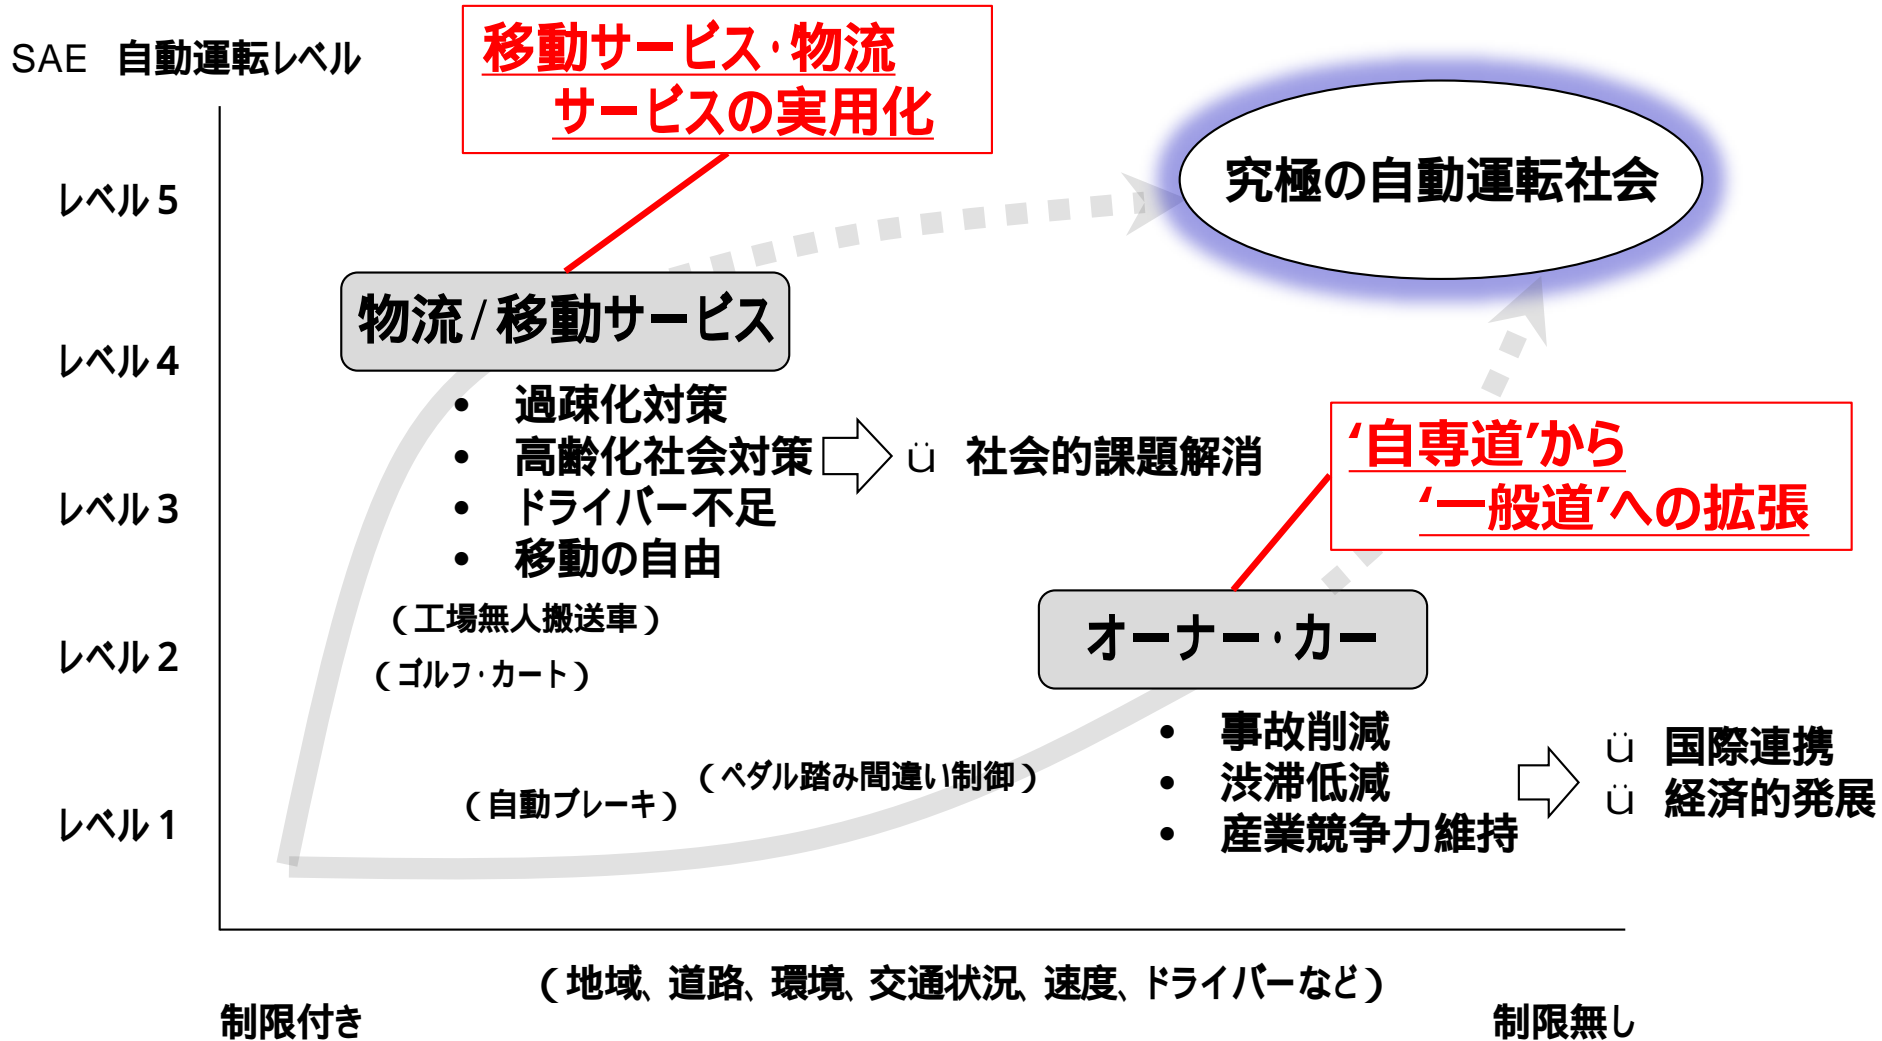 SAE 自動運転レベル
移動サービス・物流
サービスの実用化
究極の自動運転社会
レベル5
物流/移動サービス
レベル4
• 過疎化対策
• 高齢化社会対策
• ドライバー不足
• 移動の自由
ü 社会的課題解消
‘自専道’から
‘一般道’への拡張
レベル3
（工場無人搬送車）
（ゴルフ・カート）
オーナー・カー
レベル2
• 事故削減
• 渋滞低減
• 産業競争力維持
ü 国際連携
ü 経済的発展
（ペダル踏み間違い制御）
（自動ブレーキ）
レベル1
（地域、道路、環境、交通状況、速度、ドライバーなど）
制限付き
制限無し